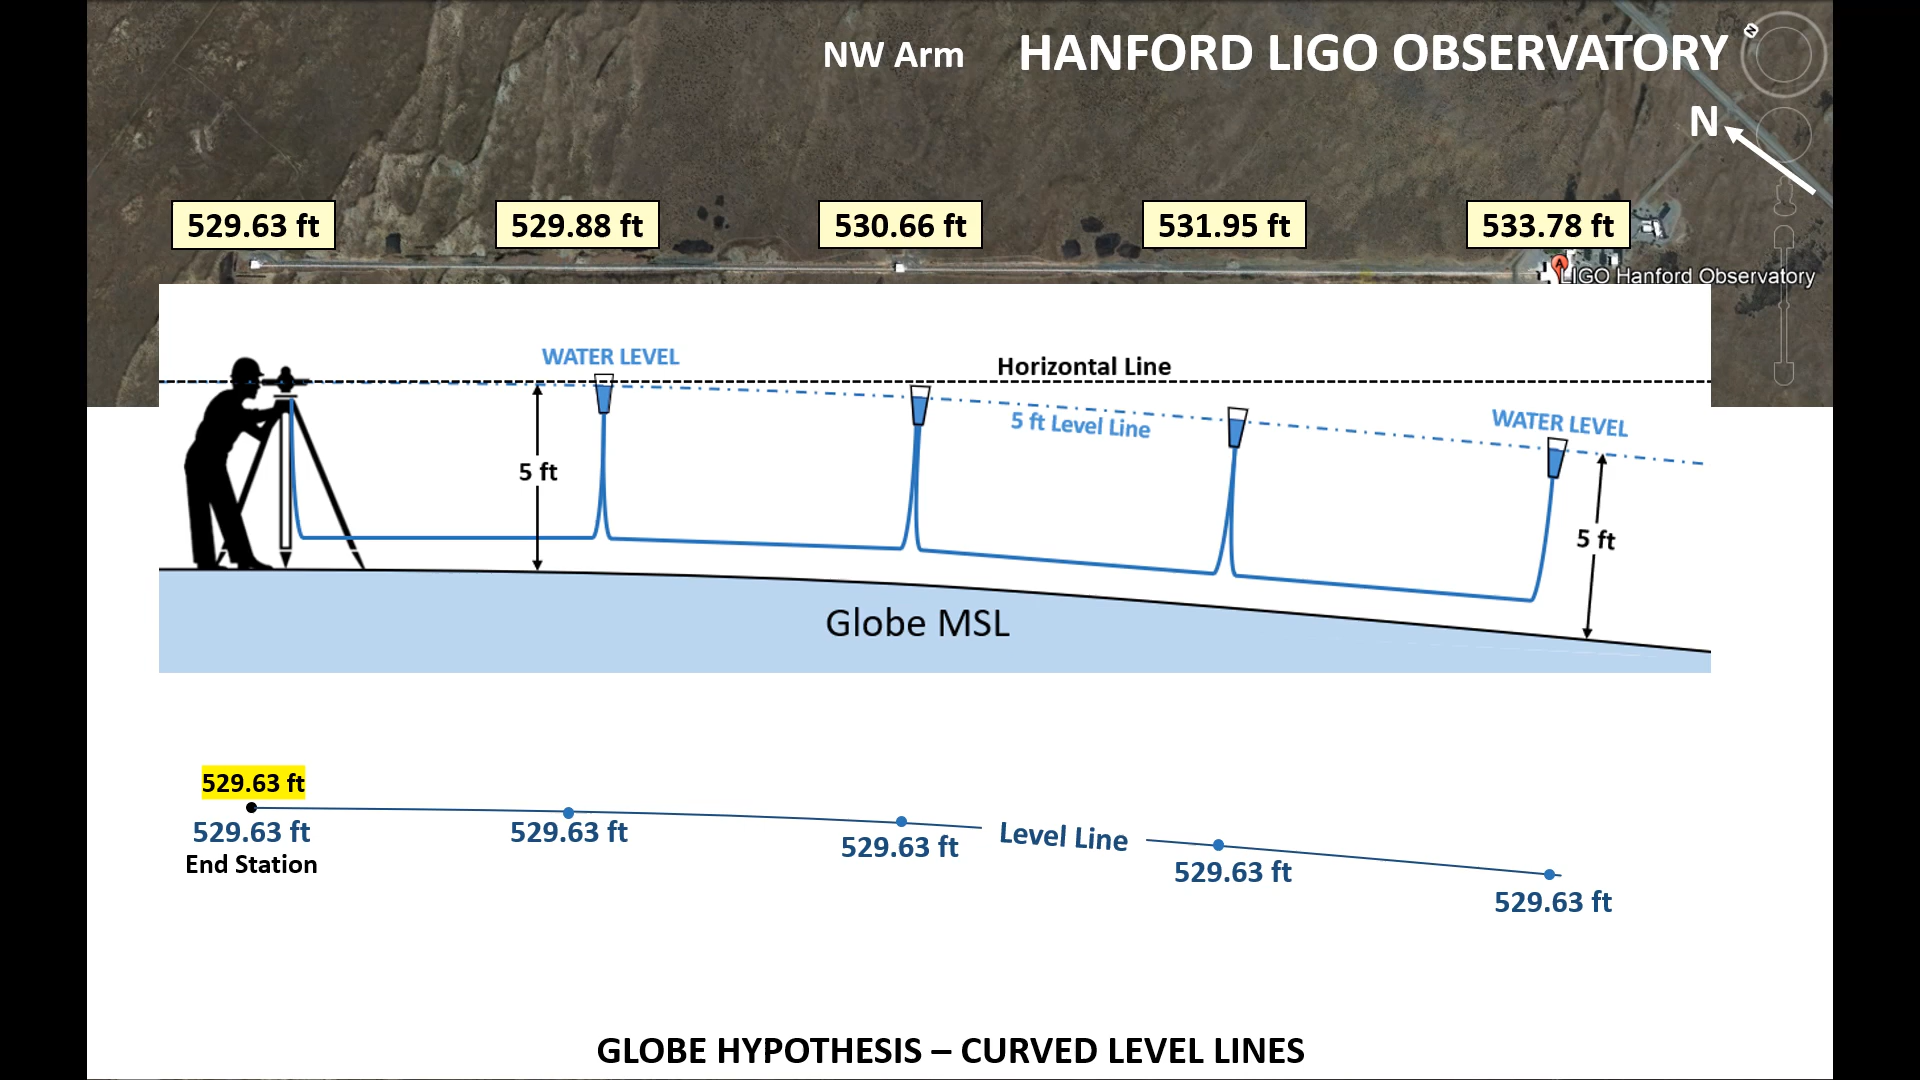 NW Arm
HANFORD LIGO OBSERVATORY
N
N
529.63 ft
529.88 ft
530.66 ft
531.95 ft
533.78 ft
A
LIGO Hanford Observatory
WATER LEVEL
Horizontal Line
5 ft Level Line
WATER LEVEL
5 ft
5 ft
Globe MSL
529.63 ft
529.63 ft
End Station
529.63 ft
529.63 ft
Level Line
529.63 ft
529.63 ft
GLOBE HYPOTHESIS – CURVED LEVEL LINES